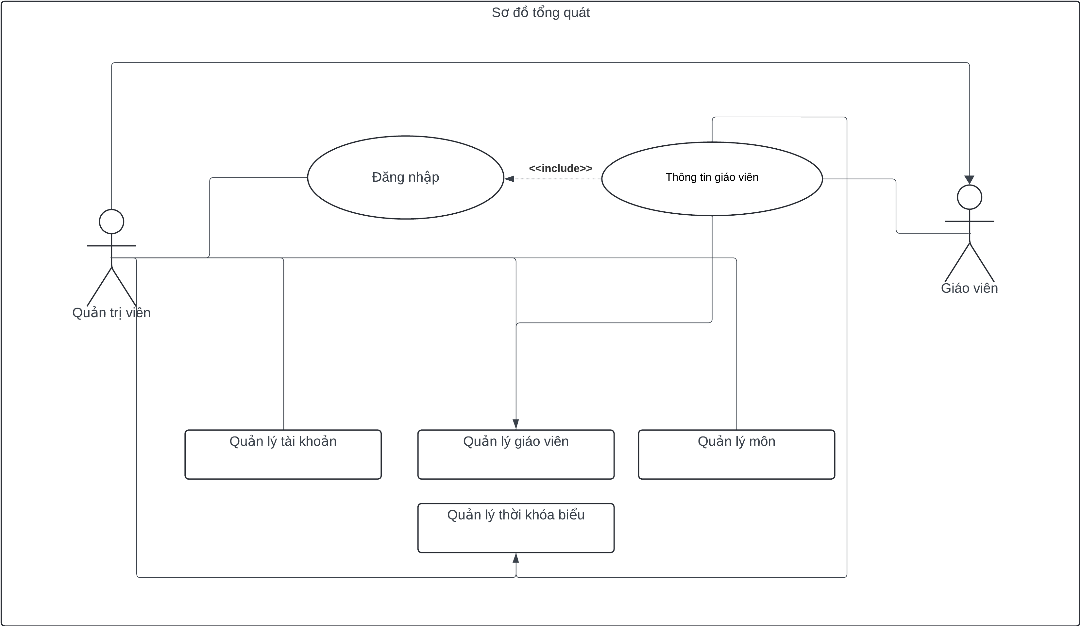 Sơ đồ tổng quát
Đăng nhập
<<include>>
Thông tin giáo viên
Quản trị viên
Giáo viên
Quản lý tài khoản
Quản lý giáo viên
Quản lý môn
Quản lý thời khóa biểu